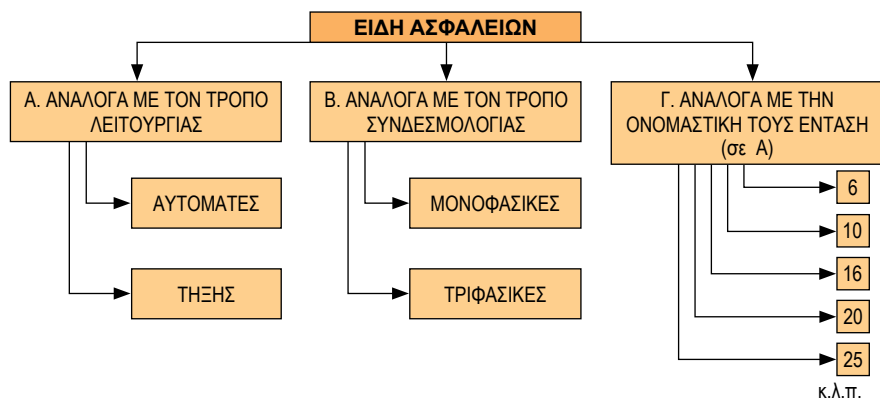 ΕΙΔΗ ΑΣΦΑΛΕΙΩΝ
Α. ΑΝΑΛΟΓΑ ΜΕ ΤΟΝ ΤΡΟΠΟ
ΛΕΙΤΟΥΡΓΙΑΣ
ΑΥΤΟΜΑΤΕΣ
ΤΗΞΗΣ
Β. ΑΝΑΛΟΓΑ ΜΕ ΤΟΝ ΤΡΟΠΟ
ΣΥΝΔΕΣΜΟΛΟΓΙΑΣ
ΜΟΝΟΦΑΣΙΚΕΣ
ΤΡΙΦΑΣΙΚΕΣ
Γ. ΑΝΑΛΟΓΑ ΜΕ ΤΗΝ
ΟΝΟΜΑΣΤΙΚΗ ΤΟΥΣ ΕΝΤΑΣΗ
(σε Α)
6
10
16
20
25
κ.λ.π.